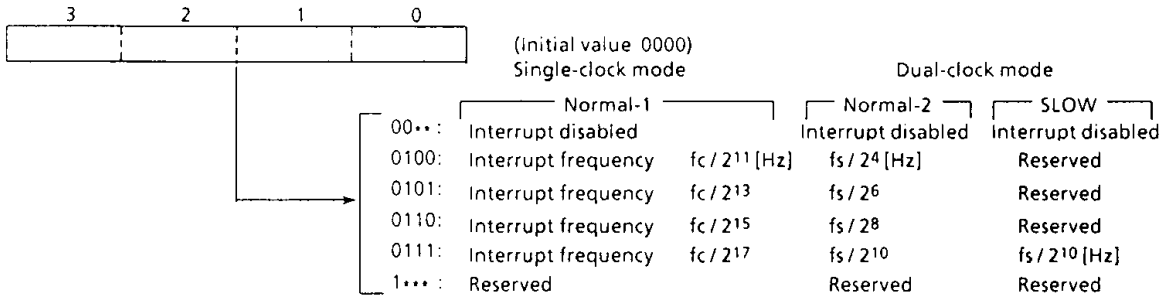 3 2 1 0
(Initial value 0000)
Single-clock mode Dual-clock mode
Normal-1 Normal-2 SLOW
00**: Interrupt disabled Interrupt disabled Interrupt disabled
0100: Interrupt frequency fc/2¹¹ [Hz] fs/2⁴ [Hz] Reserved
0101: Interrupt frequency fc/2¹³ fs/2⁶ Reserved
0110: Interrupt frequency fc/2¹⁵ fs/2⁸ Reserved
0111: Interrupt frequency fc/2¹⁷ fs/2¹⁰ fs/2¹⁰ [Hz]
1***: Reserved Reserved Reserved